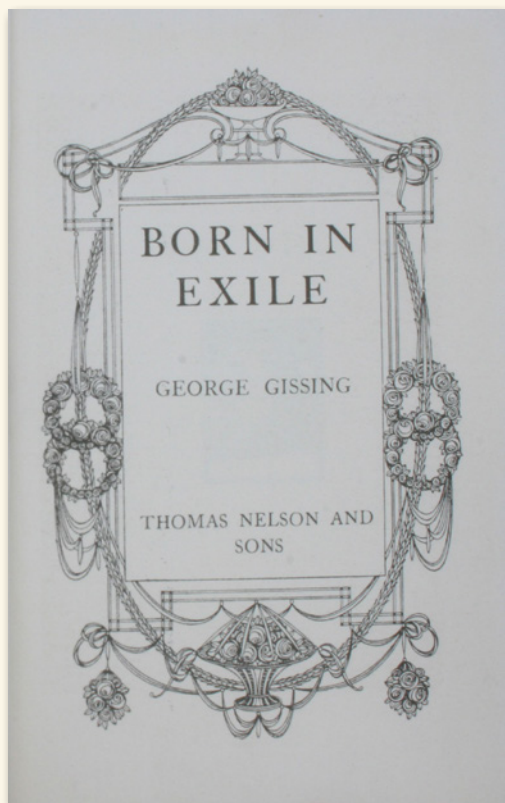 BORN IN
EXILE
GEORGE GISSING
THOMAS NELSON AND
SONS